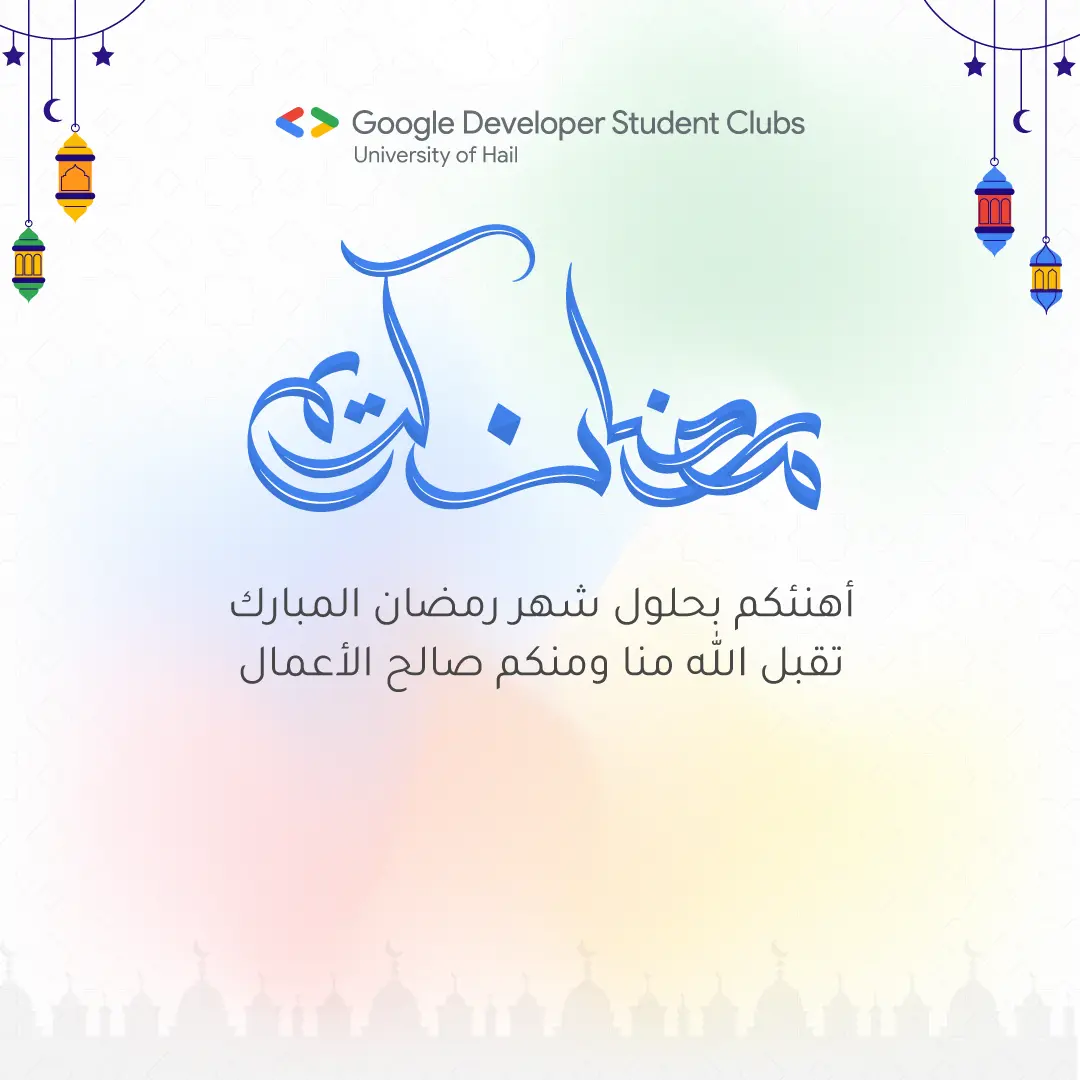 Google Developer Student Clubs
University of Hail
رمضان كريم
أهنئكم بحلول شهر رمضان المبارك
تقبل الله منا ومنكم صالح الأعمال